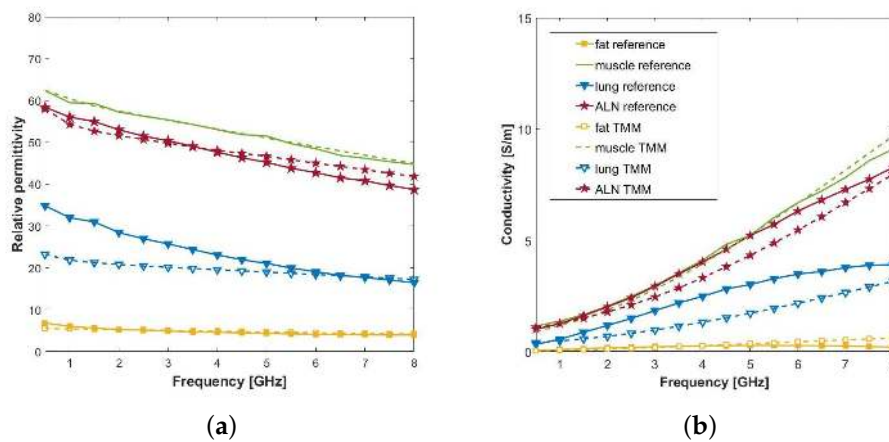 80
70
60
50
40
30
20
10
0
Relative permittivity
1 2 3 4 5 6 7 8
Frequency [GHz]
(a)
15
10
5
0
Conductivity [S/m]
fat reference
muscle reference
lung reference
ALN reference
fat TMM
muscle TMM
lung TMM
ALN TMM
1 2 3 4 5 6 7
Frequency [GHz]
(b)